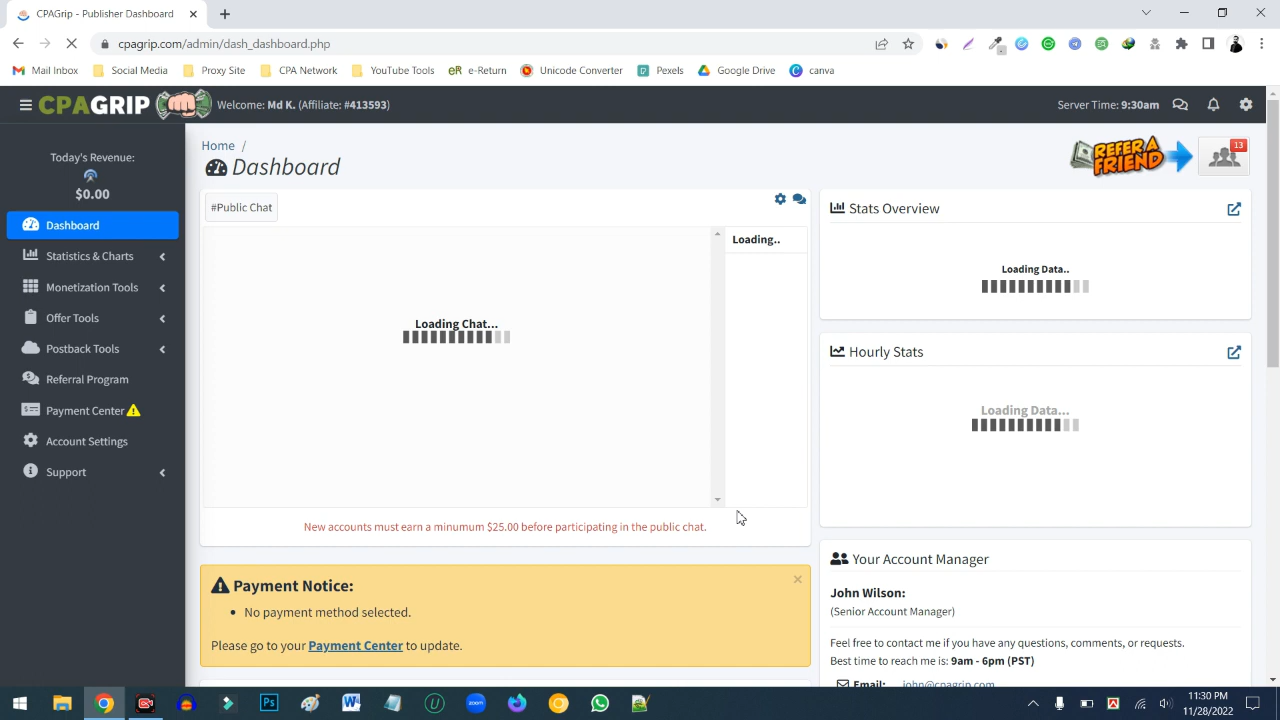 CPAGrip - Publisher Dashboard
cpagrip.com/admin/dash_dashboard.php
Mail Inbox
Social Media
Proxy Site
CPA Network
YouTube Tools
eR e-Return
Unicode Converter
Pexels
Google Drive
canva
CPAGRIP
Welcome: Md K. (Affiliate: #413593)
Server Time: 9:30am
Today's Revenue:
$0.00
Dashboard
Statistics & Charts
Monetization Tools
Offer Tools
Postback Tools
Referral Program
Payment Center
Account Settings
Support
Home /
Dashboard
REFER A FRIEND
13
#Public Chat
Loading..
Loading Chat...
New accounts must earn a minumum $25.00 before participating in the public chat.
Payment Notice:
No payment method selected.
Please go to your Payment Center to update.
Stats Overview
Loading Data..
Hourly Stats
Loading Data...
Your Account Manager
John Wilson:
(Senior Account Manager)
Feel free to contact me if you have any questions, comments, or requests.
Best time to reach me is: 9am - 6pm (PST)
Email: john@cpagrip.com
Ps
zoom
11:30 PM
11/28/2022